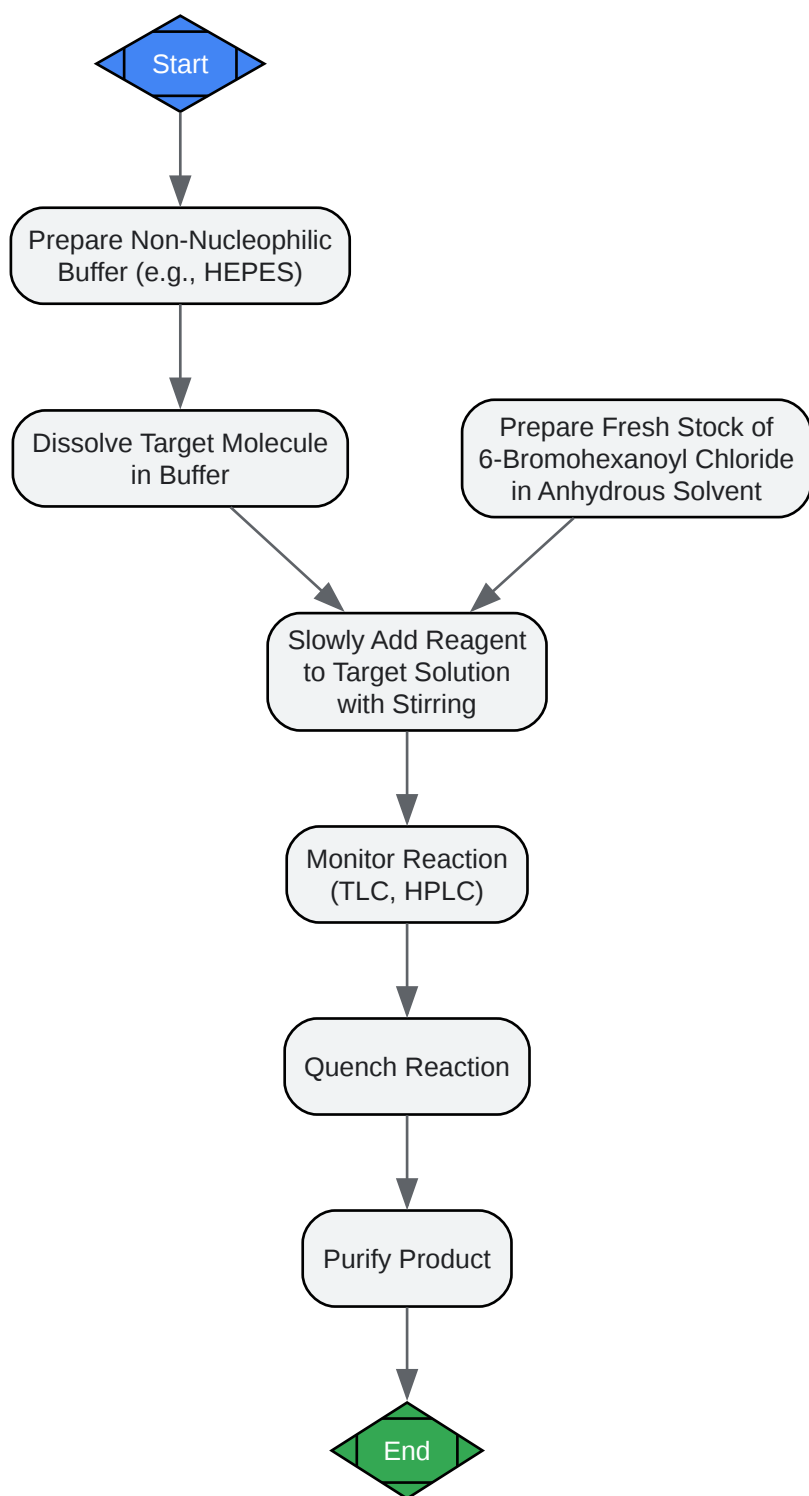 Start
Prepare Non-Nucleophilic
Buffer (e.g., HEPES)
Dissolve Target Molecule
in Buffer
Prepare Fresh Stock of
6-Bromohexanoyl Chloride
in Anhydrous Solvent
Slowly Add Reagent
to Target Solution
with Stirring
Monitor Reaction
(TLC, HPLC)
Quench Reaction
Purify Product
End